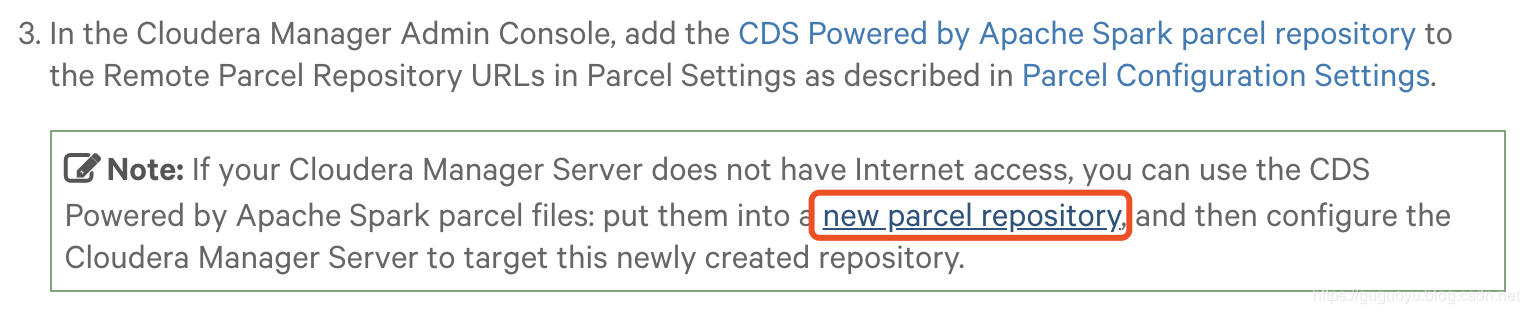 3. In the Cloudera Manager Admin Console, add the CDS Powered by Apache Spark parcel repository to
the Remote Parcel Repository URLs in Parcel Settings as described in Parcel Configuration Settings.
Note: If your Cloudera Manager Server does not have Internet access, you can use the CDS
Powered by Apache Spark parcel files: put them into a new parcel repository, and then configure the
Cloudera Manager Server to target this newly created repository.
https://guguoyu.blog.csdn.net